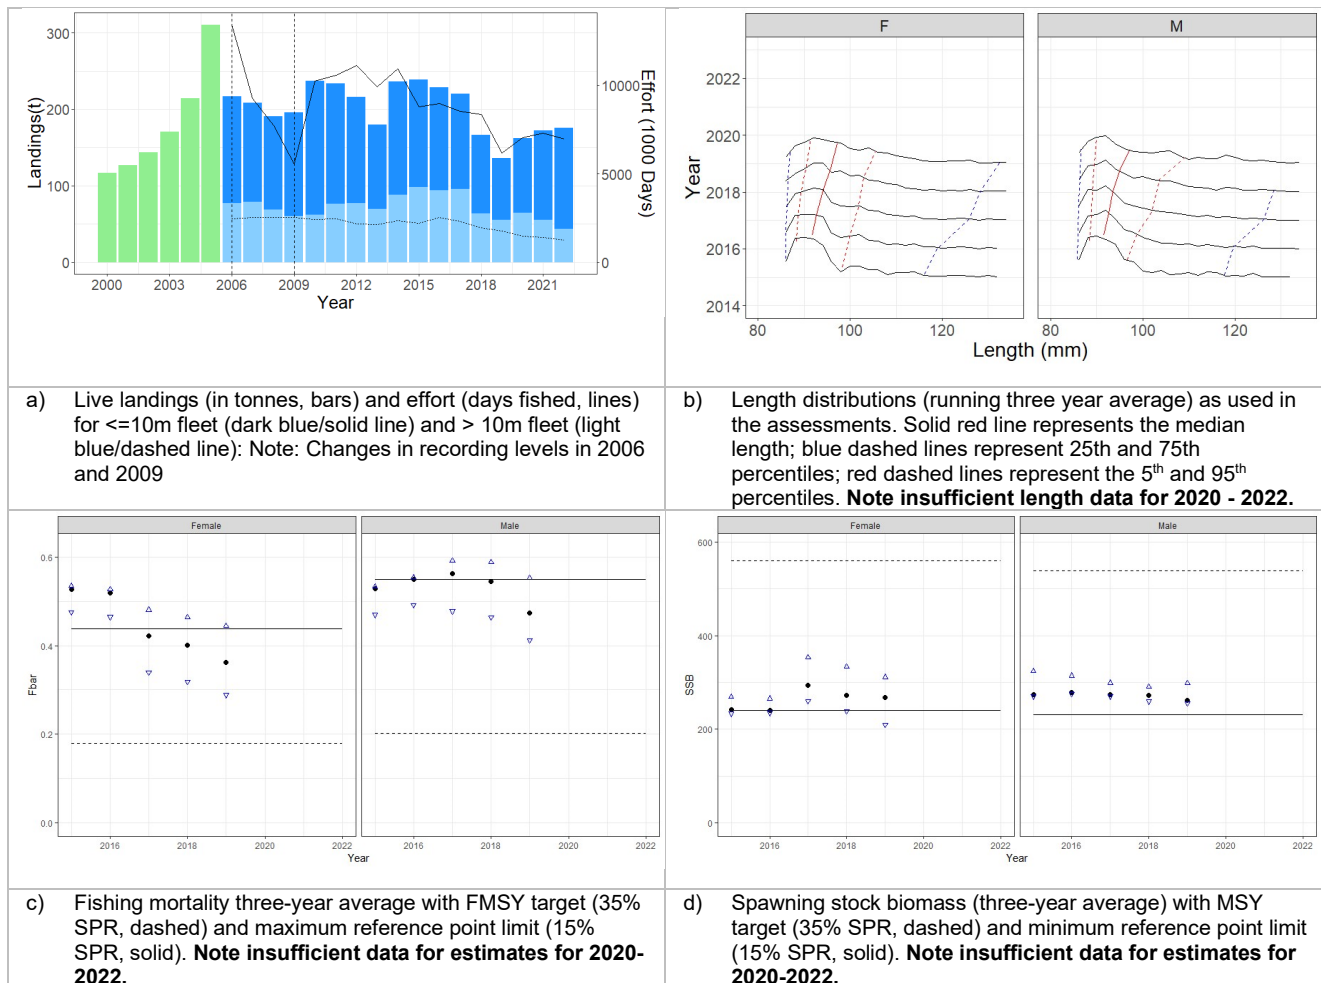 300
200
100
0
Landings(t)
10000
5000
0
Effort (1000 Days)
2000
2003
2006
2009
2012
2015
2018
2021
Year
F
M
2022
2020
2018
2016
2014
Year
80
100
120
80
100
120
Length (mm)
a) Live landings (in tonnes, bars) and effort (days fished, lines)
for <=10m fleet (dark blue/solid line) and > 10m fleet (light
blue/dashed line): Note: Changes in recording levels in 2006
and 2009
b) Length distributions (running three year average) as used in
the assessments. Solid red line represents the median
length; blue dashed lines represent 25th and 75th
percentiles; red dashed lines represent the 5th and 95th
percentiles. Note insufficient length data for 2020 - 2022.
Female
Male
0.6
0.4
0.2
0.0
Fbar
2016
2018
2020
2022
2016
2018
2020
2022
Year
Female
Male
600
400
200
0
SSB
2016
2018
2020
2022
2016
2018
2020
2022
Year
c) Fishing mortality three-year average with FMSY target (35%
SPR, dashed) and maximum reference point limit (15%
SPR, solid). Note insufficient data for estimates for 2020-
2022.
d) Spawning stock biomass (three-year average) with MSY
target (35% SPR, dashed) and minimum reference point limit
(15% SPR, solid). Note insufficient data for estimates for
2020-2022.